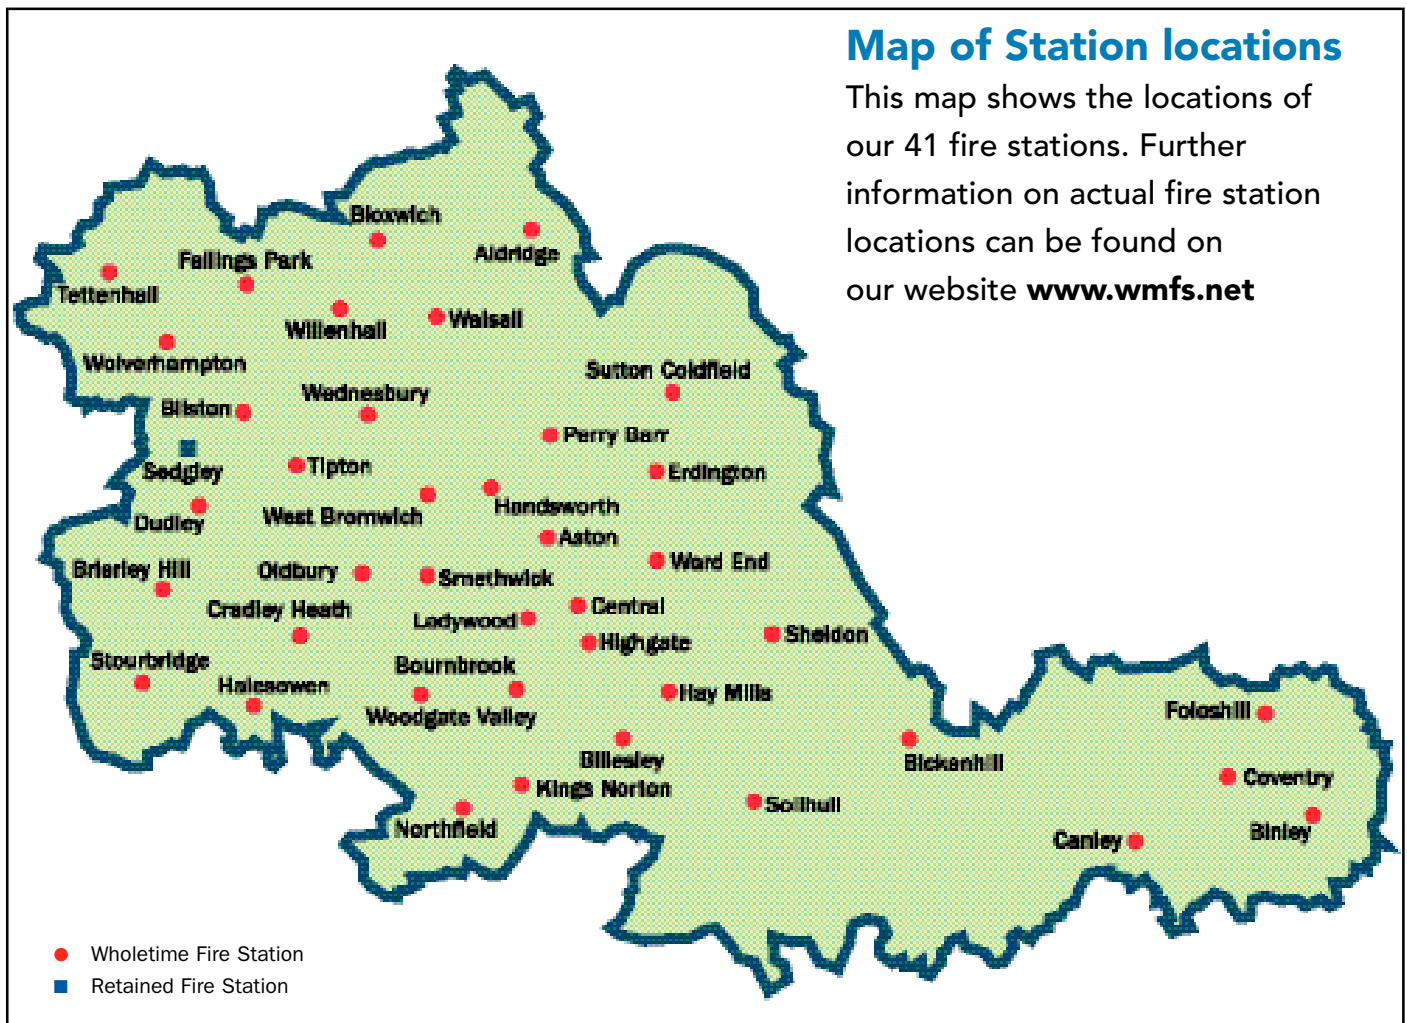 Map of Station locations
This map shows the locations of
our 41 fire stations. Further
information on actual fire station
locations can be found on
our website www.wmfs.net
Bloxwich
Aldridge
Fallings Park
Tettenhall
Willenhall
Walsall
Wolverhampton
Sutton Coldfield
Wednesbury
Bilston
Perry Barr
Sedgley
Tipton
Erdington
Handsworth
West Bromwich
Dudley
Aston
Ward End
Brierley Hill
Oldbury
Smethwick
Cradley Heath
Central
Ladywood
Sheldon
Highgate
Stourbridge
Bournbrook
Halesowen
Hay Mills
Woodgate Valley
Foleshill
Billesley
Bickenhill
Coventry
Kings Norton
Solihull
Northfield
Binley
Canley
Wholetime Fire Station
Retained Fire Station